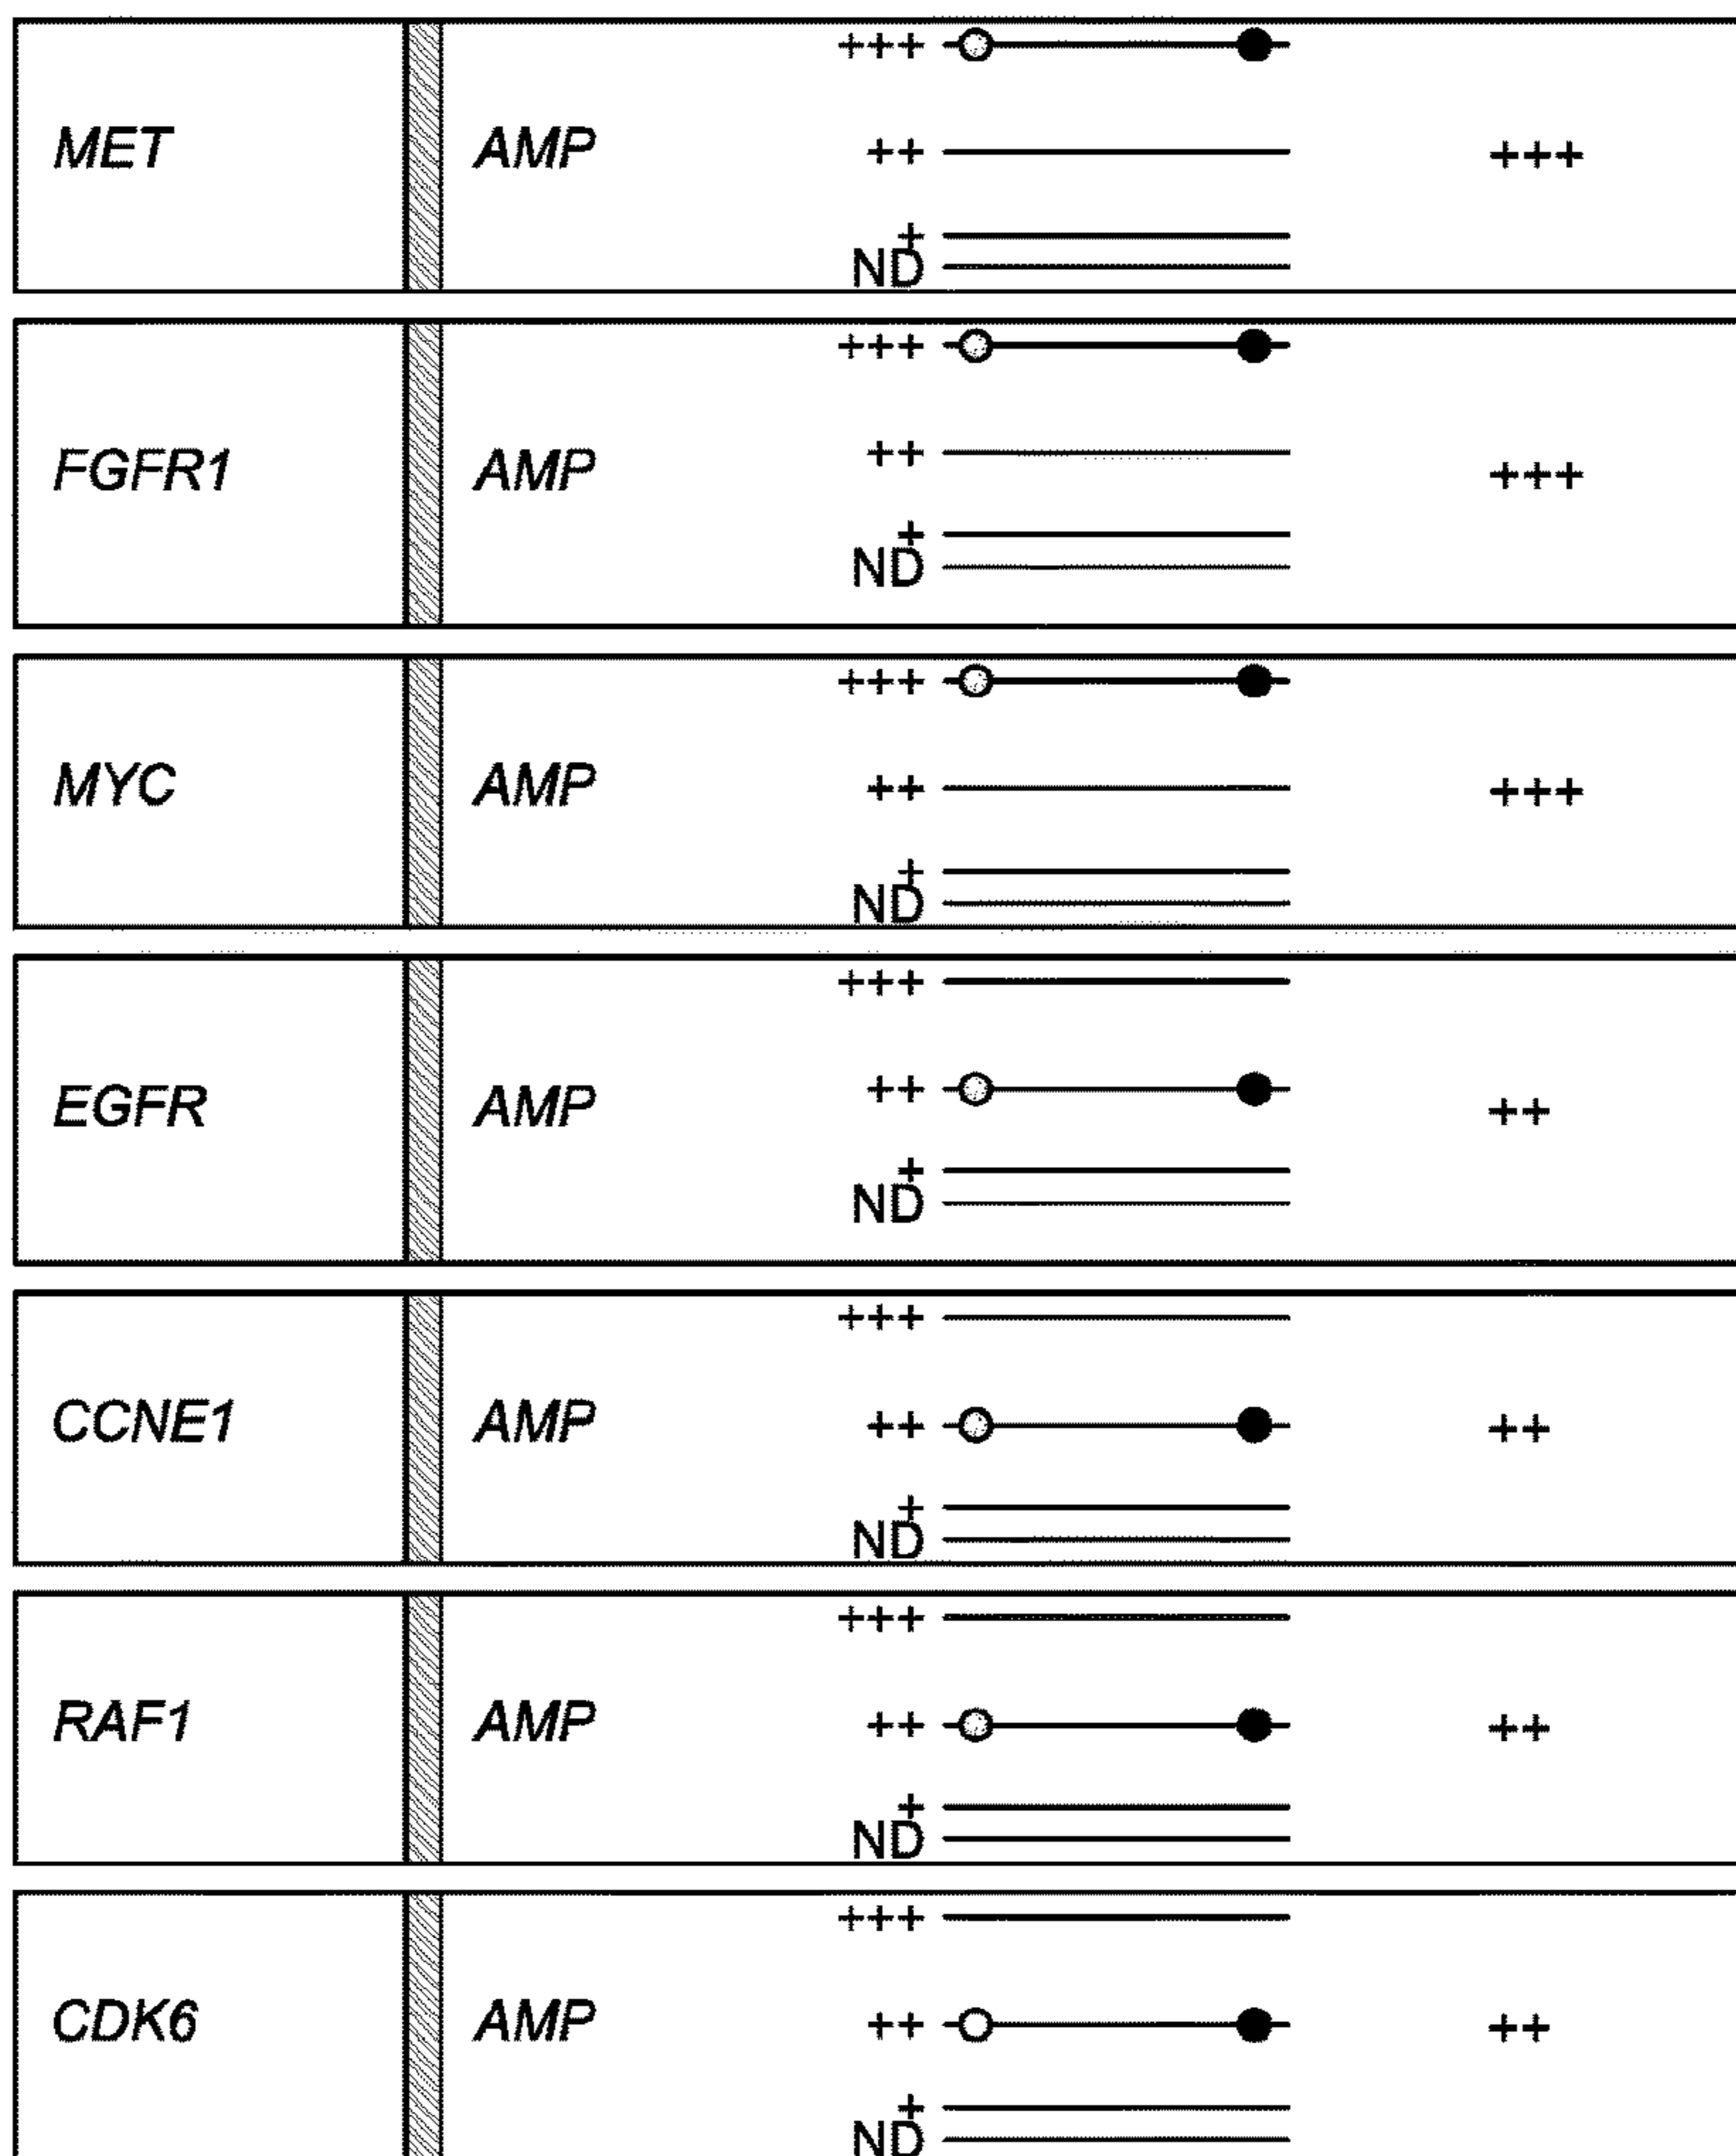 +++
MET AMP ++ +++
+
ND
+++
FGFR1 AMP ++ +++
+
ND
+++
MYC AMP ++ +++
+
ND
+++
EGFR AMP ++ ++
+
ND
+++
CCNE1 AMP ++ ++
+
ND
+++
RAF1 AMP ++ ++
+
ND
+++
CDK6 AMP ++ ++
+
ND